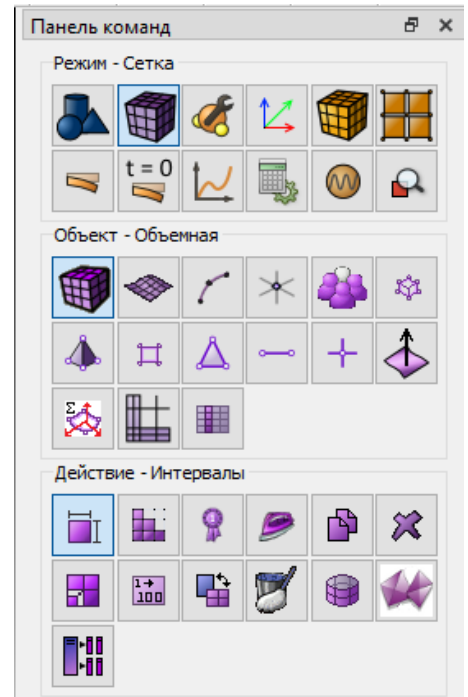 Панель команд
Режим - Сетка
t = 0
Объект - Объемная
Σ
Действие - Интервалы
1→
100